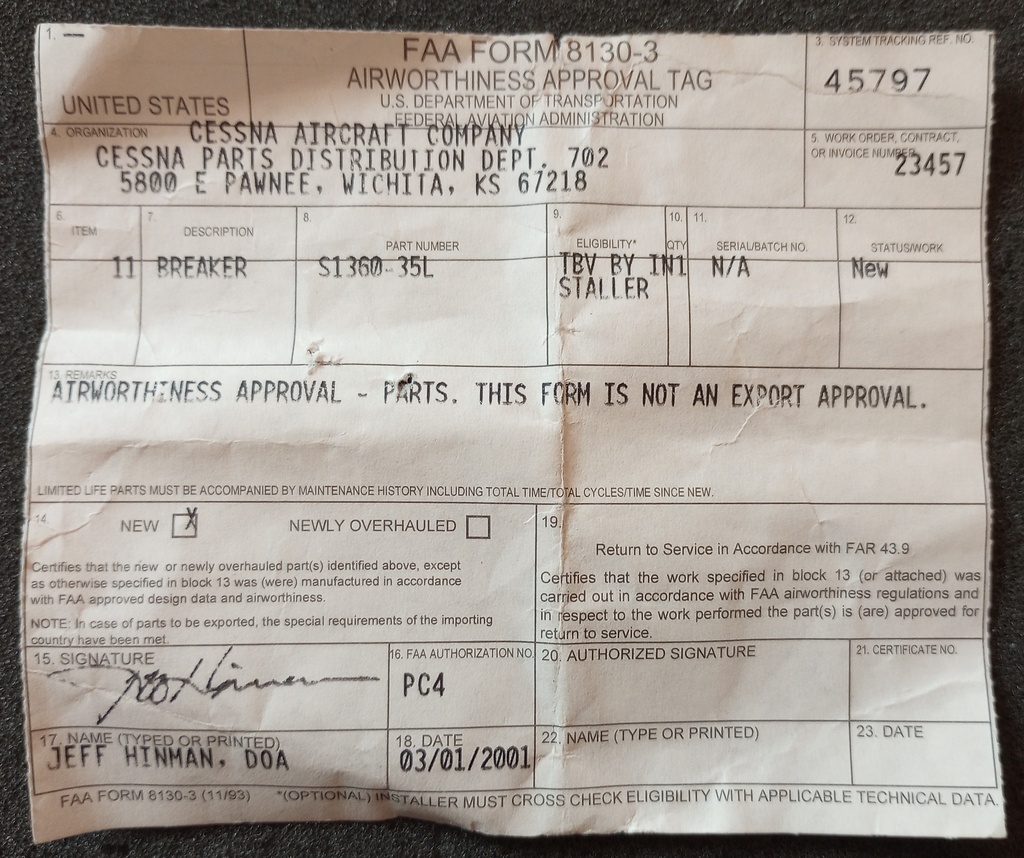 1. —
FAA FORM 8130-3
3. SYSTEM TRACKING REF. NO.
AIRWORTHINESS APPROVAL TAG
45797
UNITED STATES
U.S. DEPARTMENT OF TRANSPORTATION
FEDERAL AVIATION ADMINISTRATION
4. ORGANIZATION
CESSNA AIRCRAFT COMPANY
CESSNA PARTS DISTRIBUTION DEPT. 702
5800 E PAWNEE, WICHITA, KS 67218
5. WORK ORDER, CONTRACT,
OR INVOICE NUMBER
23457
6. ITEM
7. DESCRIPTION
8. PART NUMBER
9. ELIGIBILITY*
10. QTY
11. SERIAL/BATCH NO.
12. STATUS/WORK
11 BREAKER S1360-35L TBV BY IN1 N/A New
STALLER
13 REMARKS
AIRWORTHINESS APPROVAL - PARTS. THIS FORM IS NOT AN EXPORT APPROVAL.
LIMITED LIFE PARTS MUST BE ACCOMPANIED BY MAINTENANCE HISTORY INCLUDING TOTAL TIME/TOTAL CYCLES/TIME SINCE NEW.
14. NEW X NEWLY OVERHAULED
Certifies that the new or newly overhauled part(s) identified above, except
as otherwise specified in block 13 was (were) manufactured in accordance
with FAA approved design data and airworthiness.
NOTE: In case of parts to be exported, the special requirements of the importing
country have been met.
19.
Return to Service in Accordance with FAR 43.9
Certifies that the work specified in block 13 (or attached) was
carried out in accordance with FAA airworthiness regulations and
in respect to the work performed the part(s) is (are) approved for
return to service.
15. SIGNATURE
Jeff Hinman
16. FAA AUTHORIZATION NO.
PC4
20. AUTHORIZED SIGNATURE
21. CERTIFICATE NO.
17. NAME (TYPED OR PRINTED)
JEFF HINMAN, DOA
18. DATE
03/01/2001
22. NAME (TYPE OR PRINTED)
23. DATE
FAA FORM 8130-3 (11/93) *(OPTIONAL) INSTALLER MUST CROSS CHECK ELIGIBILITY WITH APPLICABLE TECHNICAL DATA.